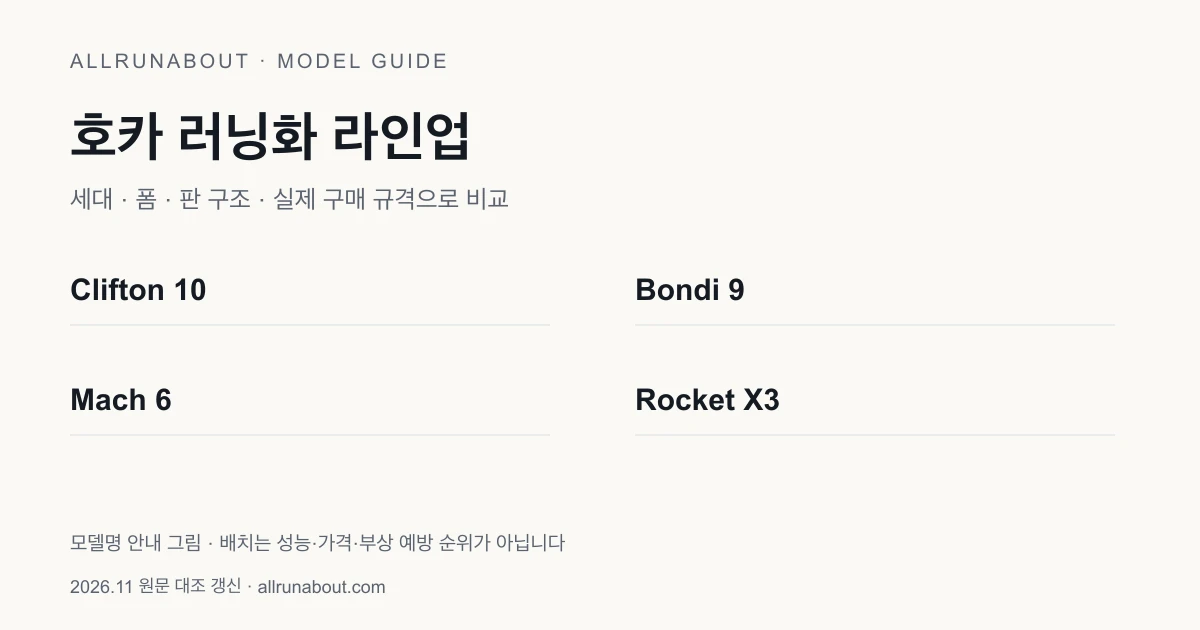 ALLRUNABOUT · MODEL GUIDE
호카 러닝화 라인업
세대 · 폼 · 판 구조 · 실제 구매 규격으로 비교
Clifton 10
Bondi 9
Mach 6
Rocket X3
모델명 안내 그림 · 배치는 성능·가격·부상 예방 순위가 아닙니다
2026.11 원문 대조 갱신 · allrunabout.com